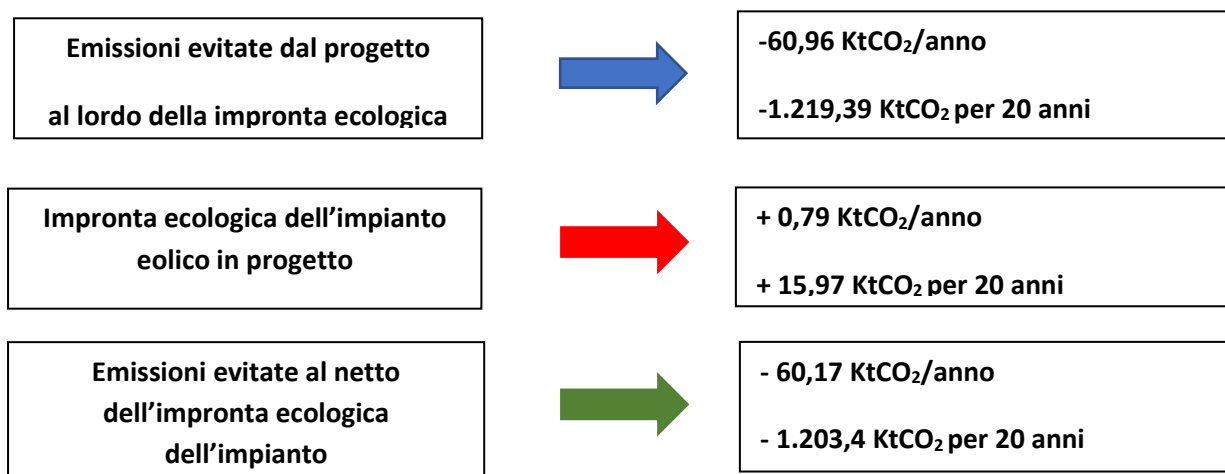 Emissioni evitate dal progetto
al lordo della impronta ecologica
-60,96 KtCO₂/anno
-1.219,39 KtCO₂ per 20 anni
Impronta ecologica dell’impianto
eolico in progetto
+ 0,79 KtCO₂/anno
+ 15,97 KtCO₂ per 20 anni
Emissioni evitate al netto
dell’impronta ecologica
dell’impianto
- 60,17 KtCO₂/anno
- 1.203,4 KtCO₂ per 20 anni